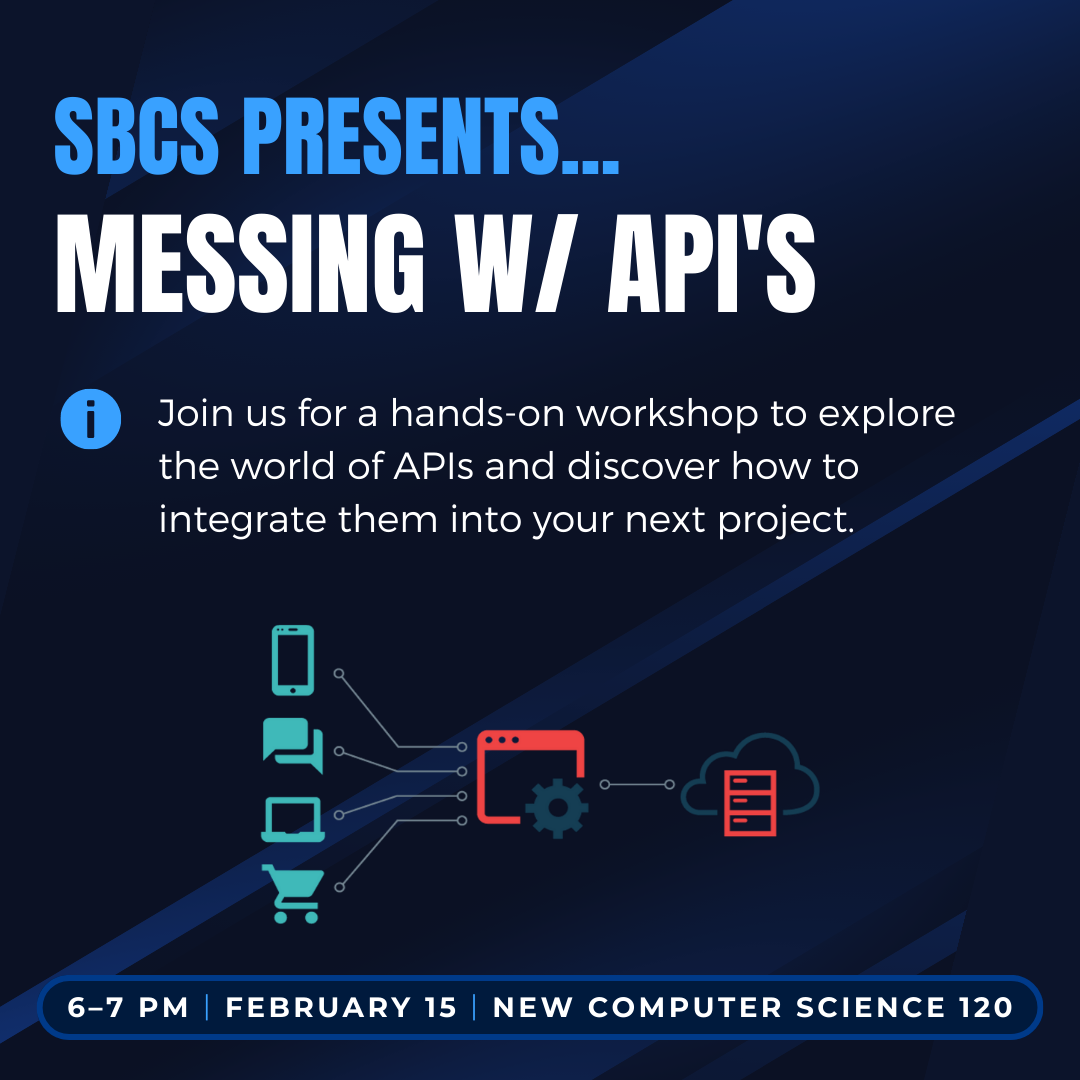 SBCS PRESENTS...
MESSING W/ API'S
i
Join us for a hands-on workshop to explore
the world of APIs and discover how to
integrate them into your next project.
6–7 PM | FEBRUARY 15 | NEW COMPUTER SCIENCE 120